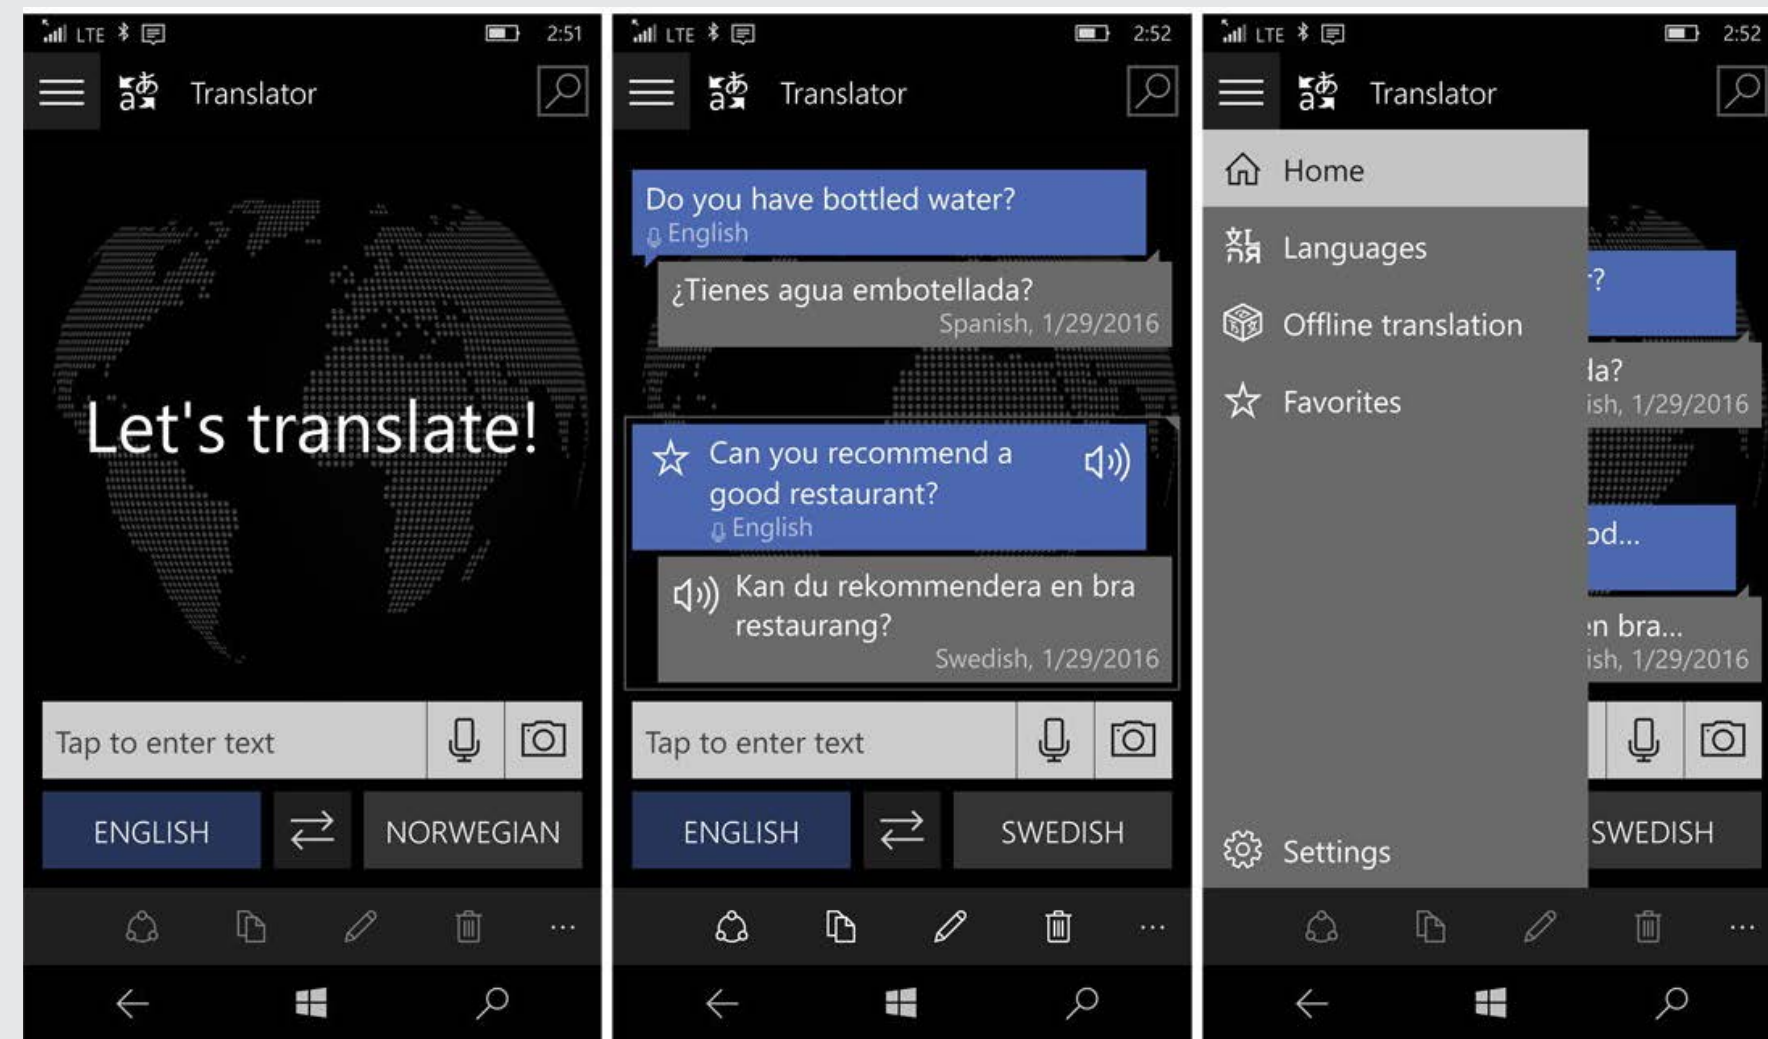 LTE 2:51
Translator
Let's translate!
Tap to enter text
ENGLISH NORWEGIAN
LTE 2:52
Translator
Do you have bottled water?
English
¿Tienes agua embotellada?
Spanish, 1/29/2016
Can you recommend a
good restaurant?
English
Kan du rekommendera en bra
restaurang?
Swedish, 1/29/2016
Tap to enter text
ENGLISH SWEDISH
LTE 2:52
Translator
Home
Languages
Offline translation
Favorites
Settings
r?
da?
ish, 1/29/2016
od...
en bra...
ish, 1/29/2016
SWEDISH